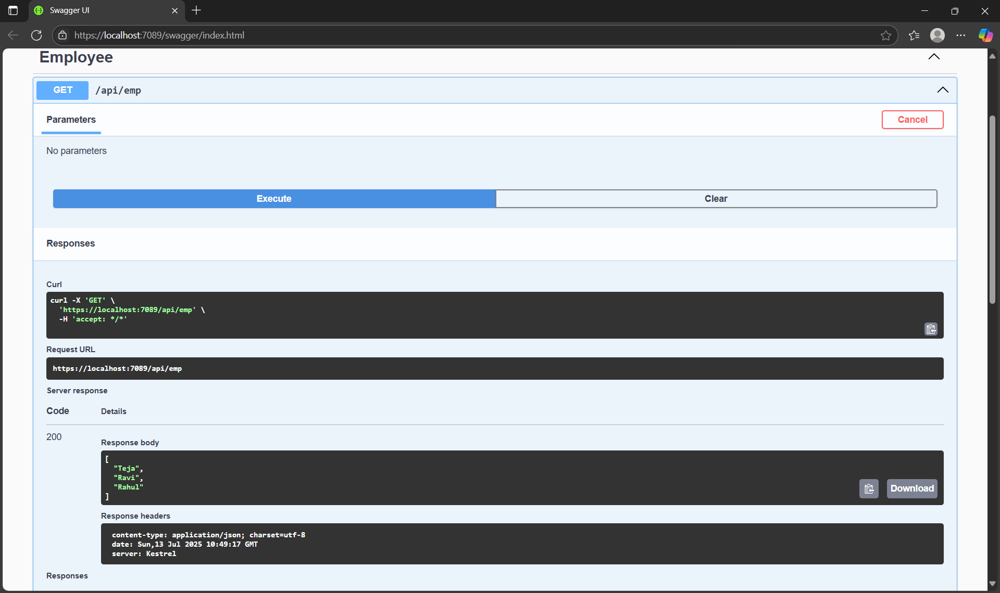 Swagger UI
https://localhost:7089/swagger/index.html
Employee
GET /api/emp
Parameters
Cancel
No parameters
Execute
Clear
Responses
Curl
curl -X 'GET' \
'https://localhost:7089/api/emp' \
-H 'accept: */*'
Request URL
https://localhost:7089/api/emp
Server response
Code Details
200
Response body
[
"Teja",
"Ravi",
"Rahul"
]
Download
Response headers
content-type: application/json; charset=utf-8
date: Sun,13 Jul 2025 10:49:17 GMT
server: Kestrel
Responses